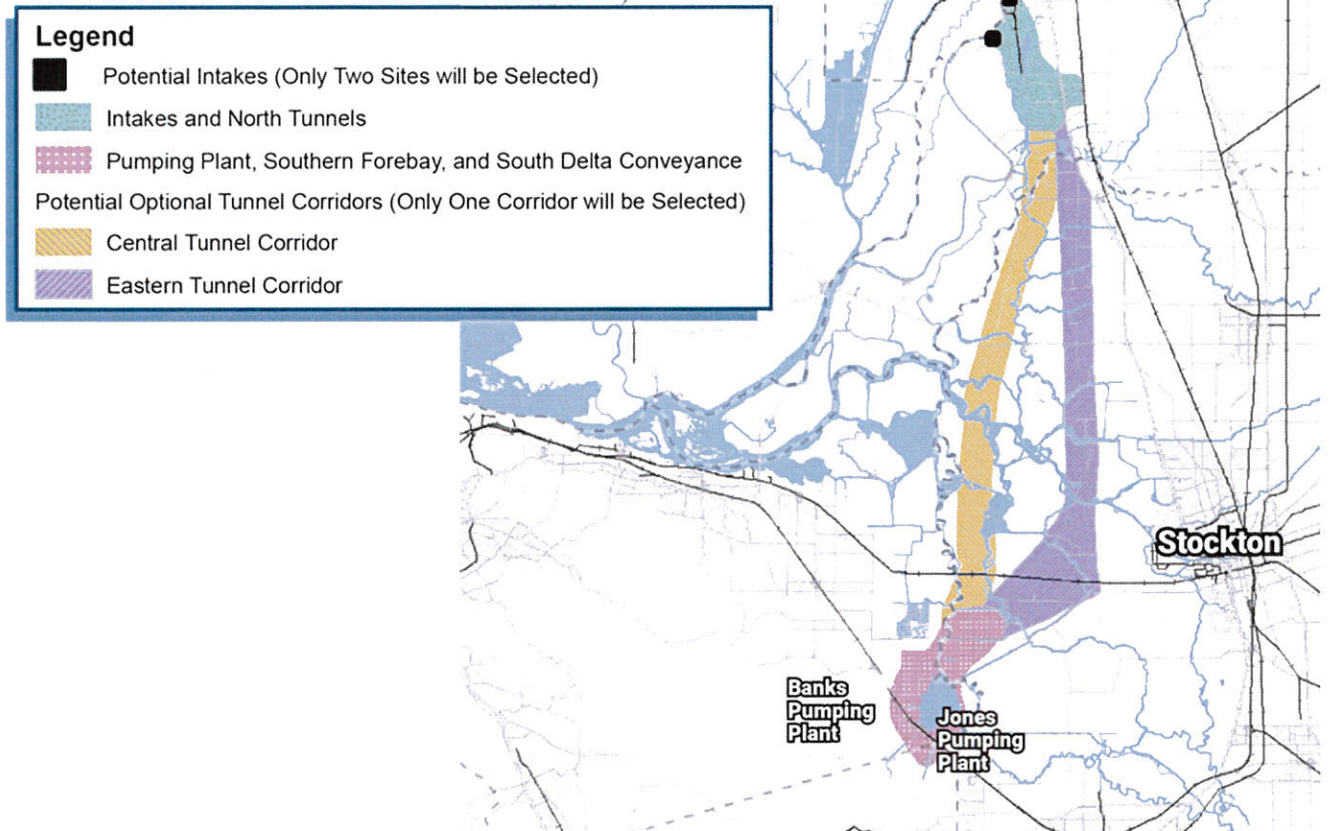 Legend
Potential Intakes (Only Two Sites will be Selected)
Intakes and North Tunnels
Pumping Plant, Southern Forebay, and South Delta Conveyance
Potential Optional Tunnel Corridors (Only One Corridor will be Selected)
Central Tunnel Corridor
Eastern Tunnel Corridor
Stockton
Banks
Pumping
Plant
Jones
Pumping
Plant